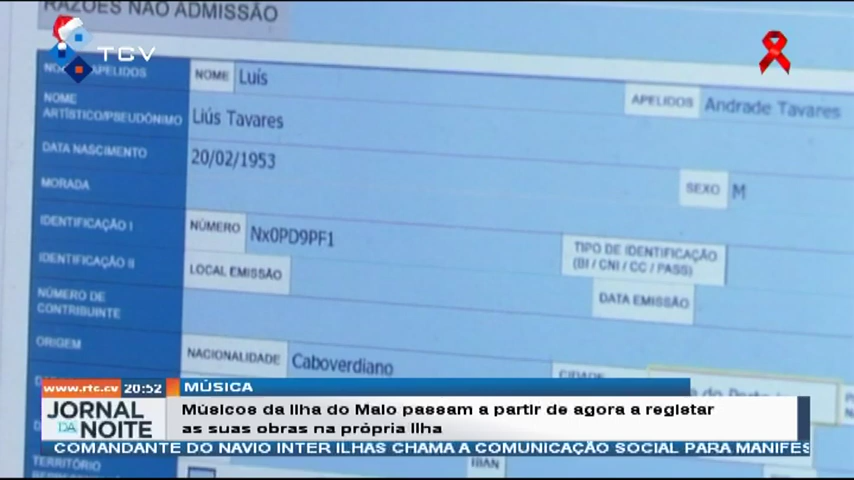 RAZÕES NÃO ADMISSÃO
TCV
APELIDOS NOME Luís APELIDOS Andrade Tavares
NOME
ARTÍSTICO/PSEUDÓNIMO Liús Tavares
DATA NASCIMENTO 20/02/1953
MORADA SEXO M
IDENTIFICAÇÃO I NÚMERO Nx0PD9PF1 TIPO DE IDENTIFICAÇÃO
(BI / CNI / CC / PASS)
IDENTIFICAÇÃO II LOCAL EMISSÃO DATA EMISSÃO
NÚMERO DE
CONTRIBUINTE
ORIGEM NACIONALIDADE Caboverdiano CIDADE
www.rtc.cv 20:52 MÚSICA
JORNAL DA NOITE
Músicos da Ilha do Maio passam a partir de agora a registar
as suas obras na própria Ilha
COMANDANTE DO NAVIO INTER ILHAS CHAMA A COMUNICAÇÃO SOCIAL PARA MANIFES
TERRITÓRIO IBAN